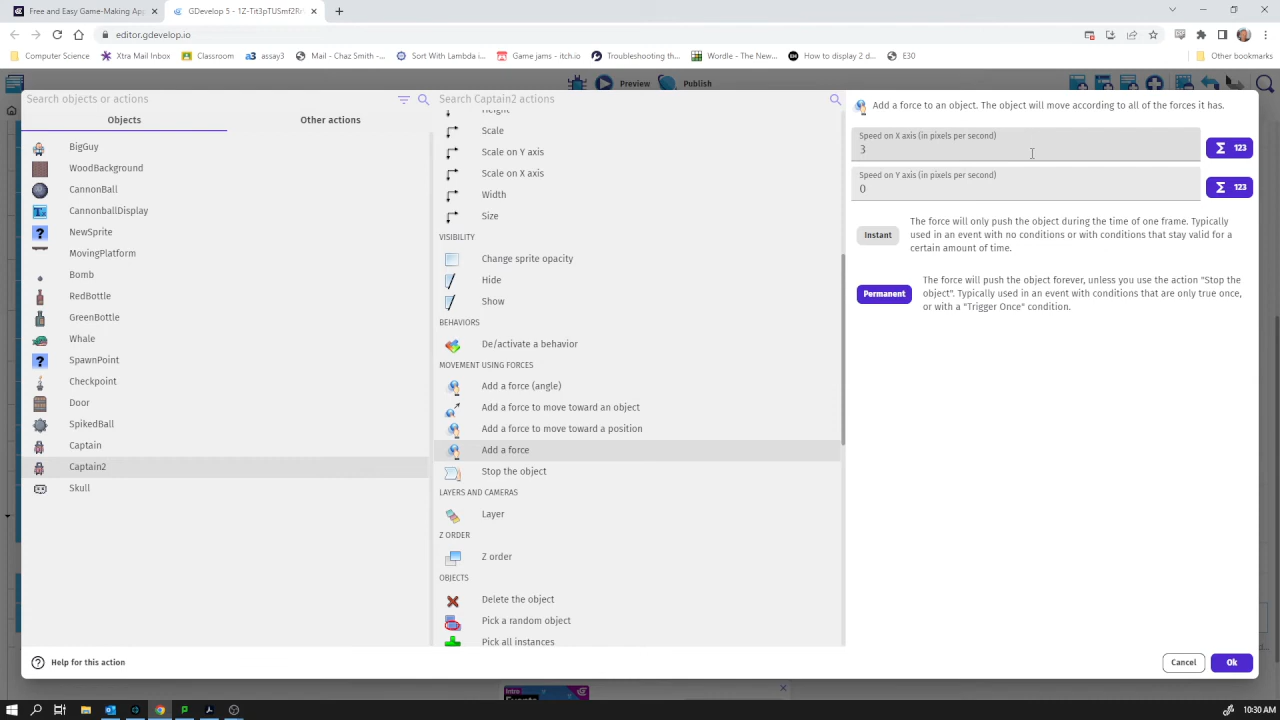 Free and Easy Game-Making Ap
GDevelop 5 - 1Z-Tit3pTUSmf2Rr
editor.gdevelop.io
Computer Science
Xtra Mail Inbox
Classroom
assay3
Mail - Chaz Smith -...
Sort With Lambda i...
Game jams - itch.io
Troubleshooting th...
Wordle - The New...
How to display 2 d...
E30
Other bookmarks
Preview
Publish
Search objects or actions
Search Captain2 actions
Objects
Other actions
BigGuy
WoodBackground
CannonBall
CannonballDisplay
NewSprite
MovingPlatform
Bomb
RedBottle
GreenBottle
Whale
SpawnPoint
Checkpoint
Door
SpikedBall
Captain
Captain2
Skull
Height
Scale
Scale on Y axis
Scale on X axis
Width
Size
VISIBILITY
Change sprite opacity
Hide
Show
BEHAVIORS
De/activate a behavior
MOVEMENT USING FORCES
Add a force (angle)
Add a force to move toward an object
Add a force to move toward a position
Add a force
Stop the object
LAYERS AND CAMERAS
Layer
Z ORDER
Z order
OBJECTS
Delete the object
Pick a random object
Pick all instances
Add a force to an object. The object will move according to all of the forces it has.
Speed on X axis (in pixels per second)
3
Σ 123
Speed on Y axis (in pixels per second)
0
Σ 123
Instant
The force will only push the object during the time of one frame. Typically
used in an event with no conditions or with conditions that stay valid for a
certain amount of time.
Permanent
The force will push the object forever, unless you use the action "Stop the
object". Typically used in an event with conditions that are only true once,
or with a "Trigger Once" condition.
Help for this action
Cancel
Ok
Intro
10:30 AM